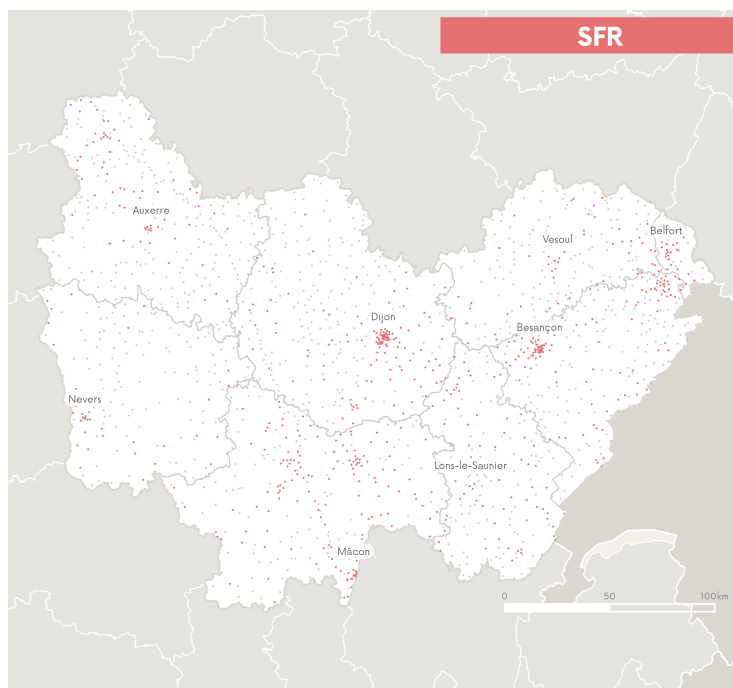 SFR
Auxerre
Belfort
Vesoul
Dijon
Besançon
Nevers
Lons-le-Saunier
Mâcon
0 50 100km